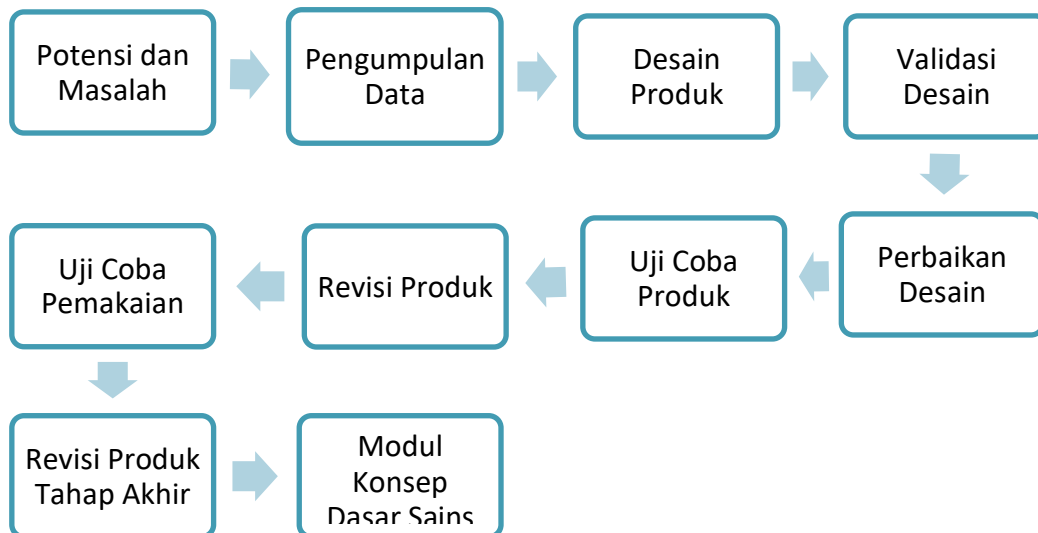 Potensi dan
Masalah
Pengumpulan
Data
Desain
Produk
Validasi
Desain
Perbaikan
Desain
Uji Coba
Produk
Revisi Produk
Uji Coba
Pemakaian
Revisi Produk
Tahap Akhir
Modul
Konsep
Dasar Sains